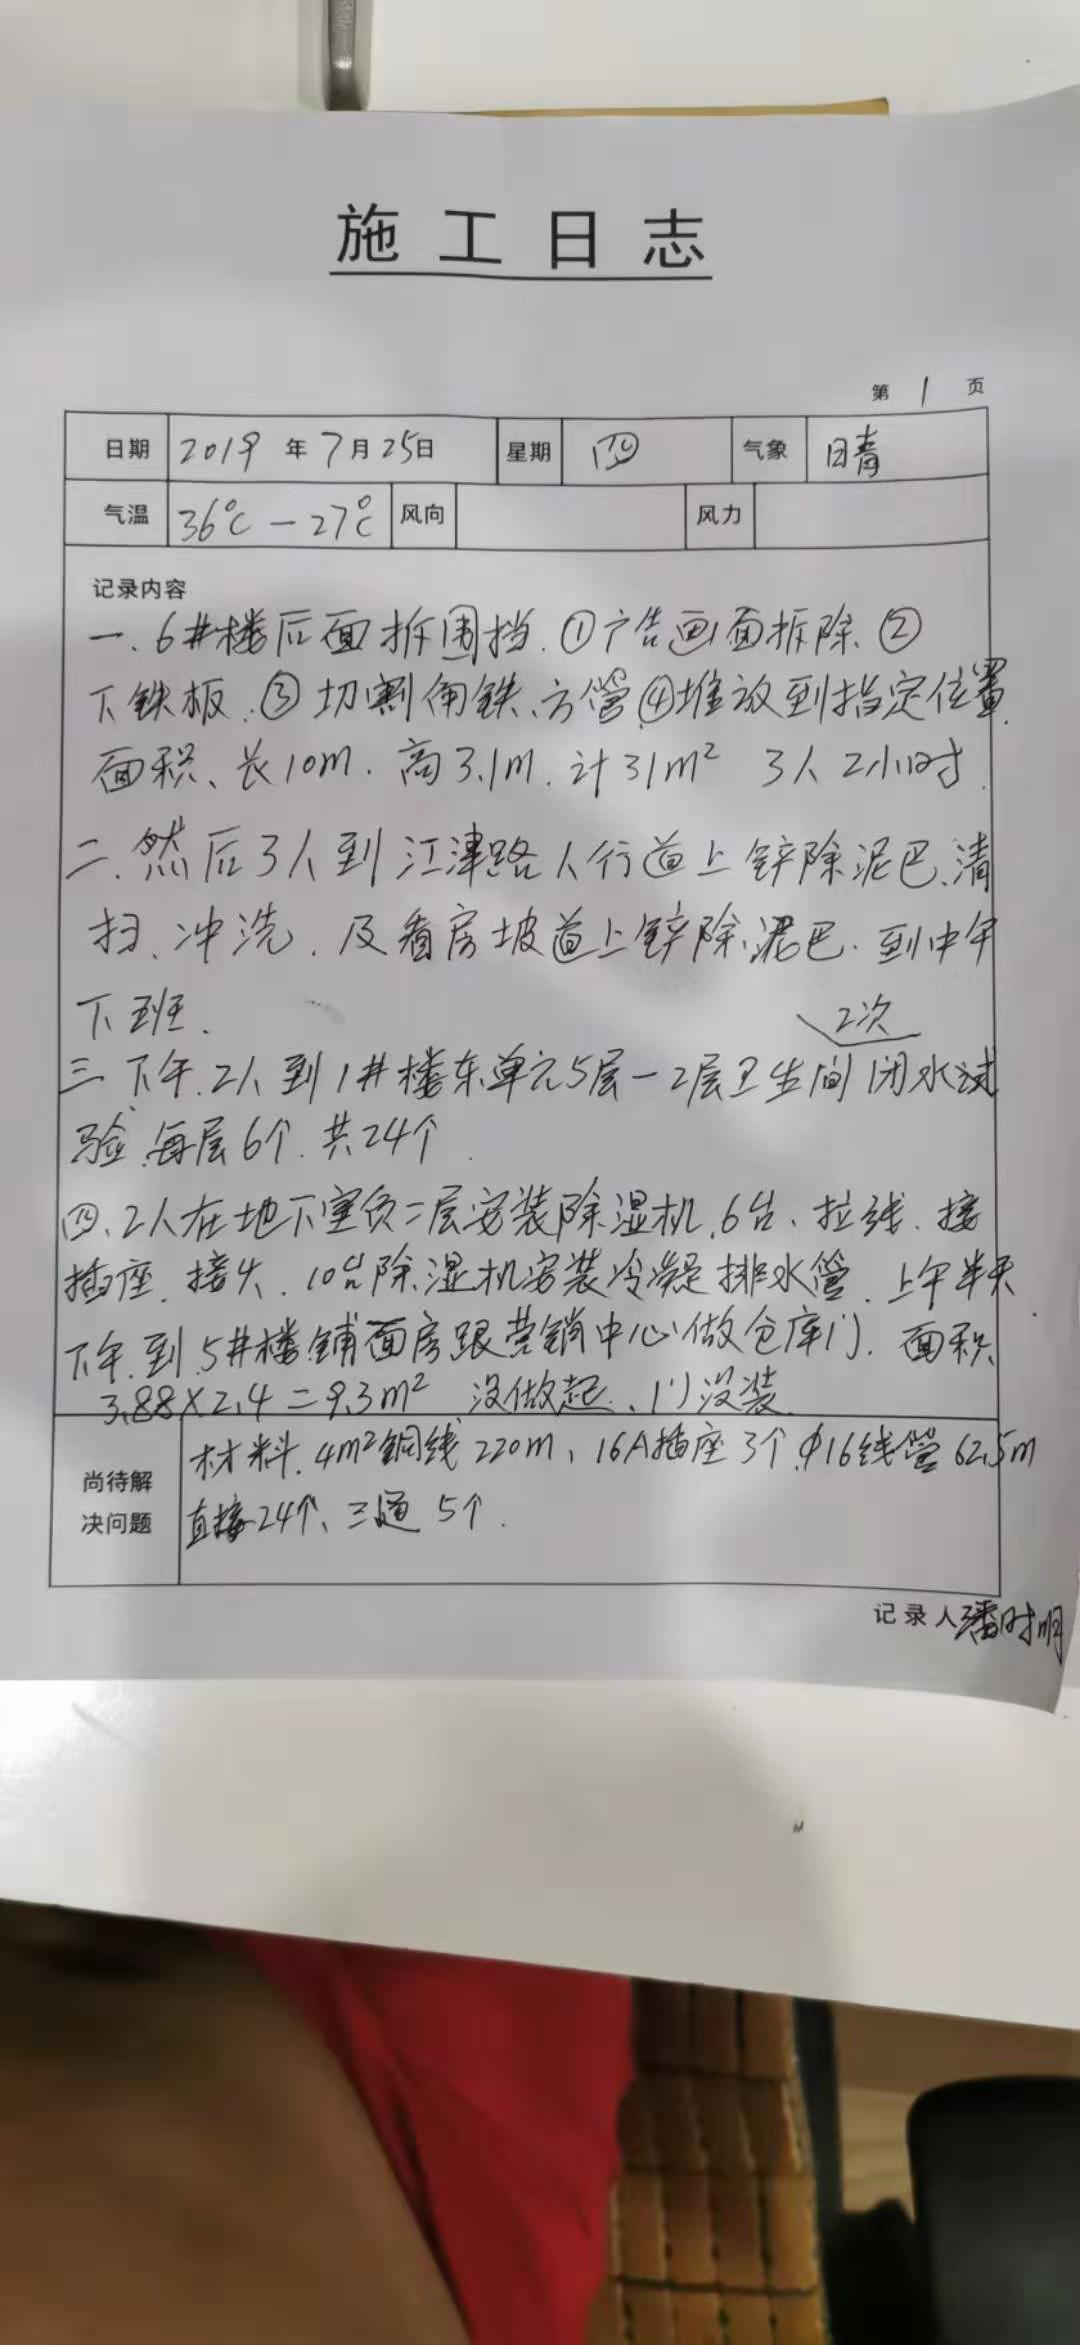 施工日志
第 1 页
日期 2019 年 7 月 25 日 星期 四 气象 晴
气温 36℃-27℃ 风向 风力
记录内容
一、6#楼后面拆围挡.①广告画面拆除.②
下铁板.③切割角铁、方管④堆放到指定位置.
面积、长10m.高3.1m.计31m² 3人2小时.
二、然后3人到江津路人行道上锌除泥巴、清
扫、冲洗、及看房坡道上锌除泥巴.到中午
下班.
2次
三、下午.2人到1#楼东单元5层-2层卫生间闭水试
验.每层6个.共24个.
四、2人在地下室负二层安装除湿机.6台、拉线.接
插座.接头.10台除湿机安装冷凝排水管.上午半天.
下午.到5#楼铺面房跟营销中心做仓库门.面积
3.88×2.4=9.3m² 没做起、门没装.
尚待解
决问题
材料.4m²铜线220m、16A插座3个.φ16线管62.5m
直接24个、三通5个.
记录人 潘时明